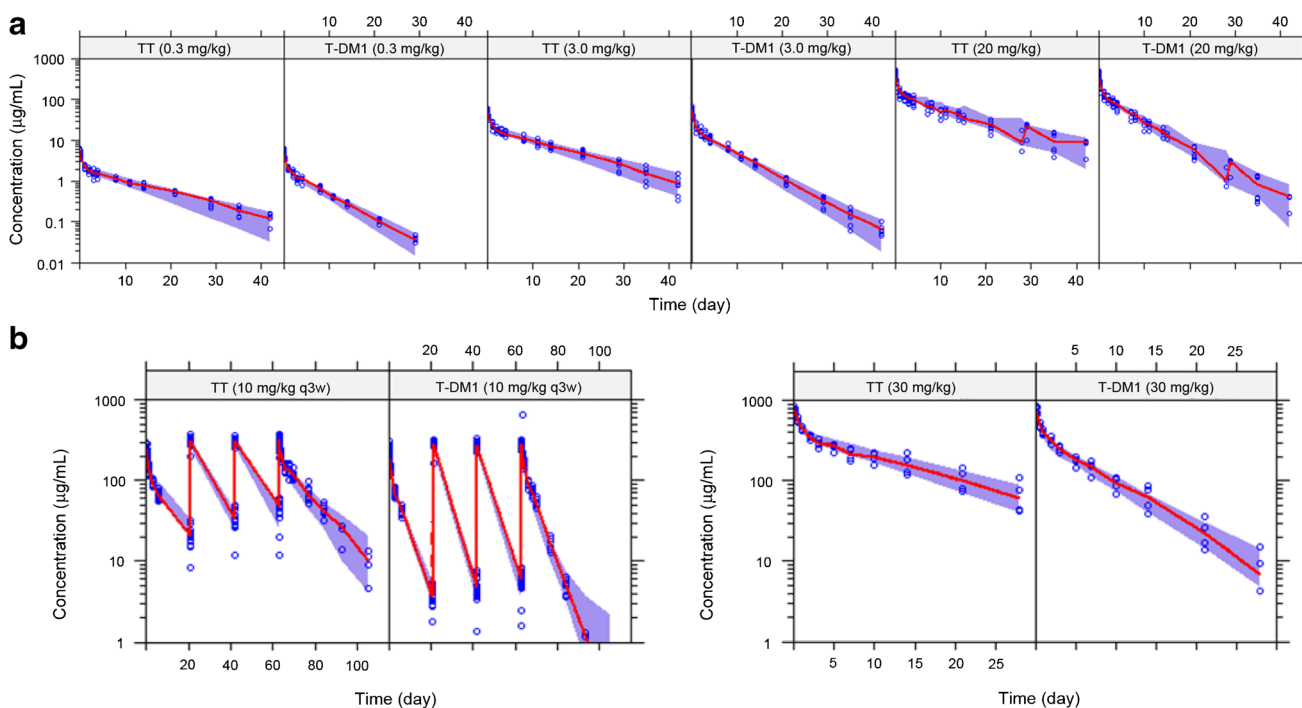 a
10 20 30 40 10 20 30 40 10 20 30 40
TT (0.3 mg/kg) T-DM1 (0.3 mg/kg) TT (3.0 mg/kg) T-DM1 (3.0 mg/kg) TT (20 mg/kg) T-DM1 (20 mg/kg)
Concentration (µg/mL)
1000
100
10
1
0.1
0.01
10 20 30 40 10 20 30 40 10 20 30 40
Time (day)
b
20 40 60 80 100
TT (10 mg/kg q3w) T-DM1 (10 mg/kg q3w)
Concentration (µg/mL)
1000
100
10
1
20 40 60 80 100
Time (day)
5 10 15 20 25
TT (30 mg/kg) T-DM1 (30 mg/kg)
Concentration (µg/mL)
1000
100
10
1
5 10 15 20 25
Time (day)